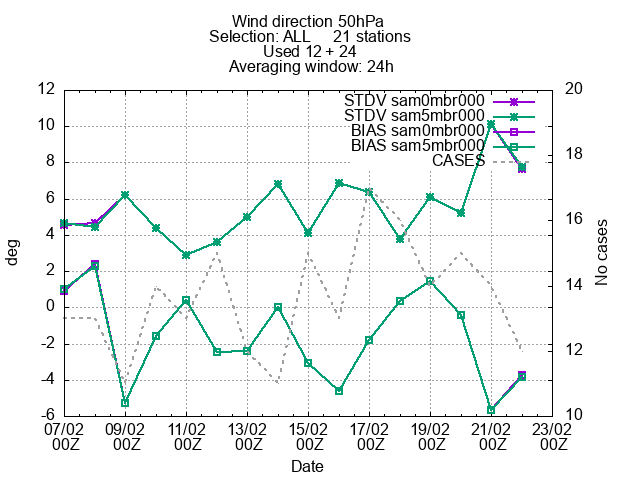 Wind direction 50hPa
Selection: ALL 21 stations
Used 12 + 24
Averaging window: 24h
12
10
8
6
4
2
0
-2
-4
-6
deg
20
18
16
14
12
10
No cases
STDV sam0mbr000
STDV sam5mbr000
BIAS sam0mbr000
BIAS sam5mbr000
CASES
07/02 09/02 11/02 13/02 15/02 17/02 19/02 21/02 23/02
00Z 00Z 00Z 00Z 00Z 00Z 00Z 00Z 00Z
Date